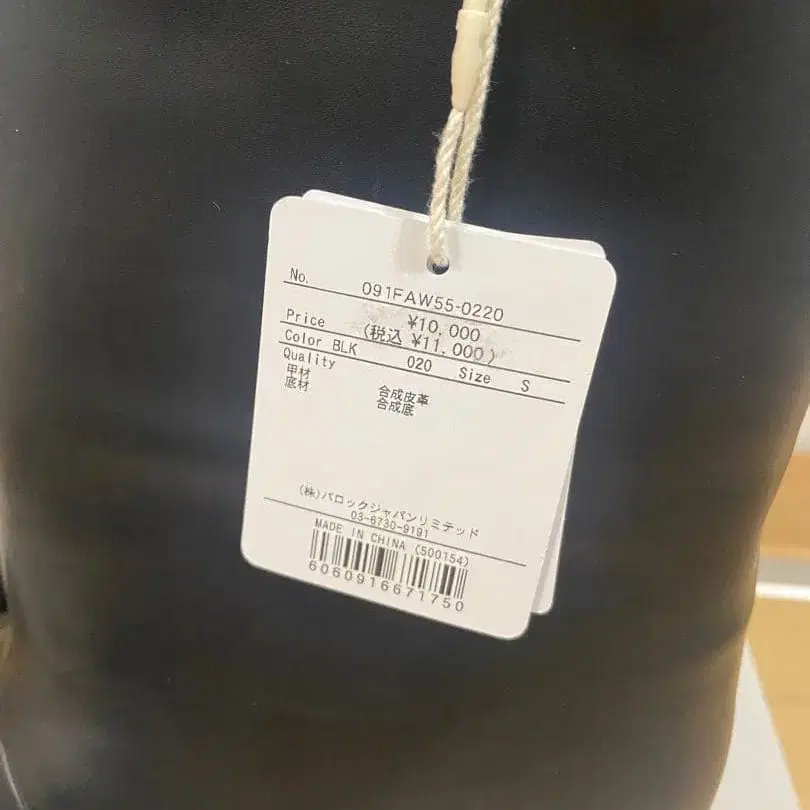 No. 091FAW55-0220
Price ¥10,000
(税込 ¥11,000)
Color BLK 020 Size S
Quality
甲材 合成皮革
底材 合成底
(株)バロックジャパンリミテッド
03-6730-9191
MADE IN CHINA (500154)
6060916671750